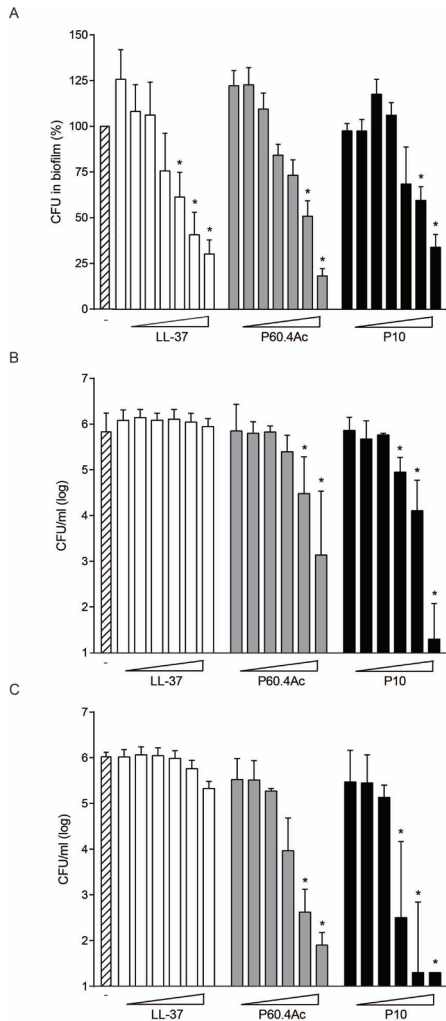 A
150
125
100
75
50
25
0
CFU in biofilm (%)
* * *
* *
* *
-
LL-37 P60.4Ac P10
B
7
6
5
4
3
2
1
CFU/ml (log)
* *
* * *
-
LL-37 P60.4Ac P10
C
7
6
5
4
3
2
1
CFU/ml (log)
* *
* * *
-
LL-37 P60.4Ac P10